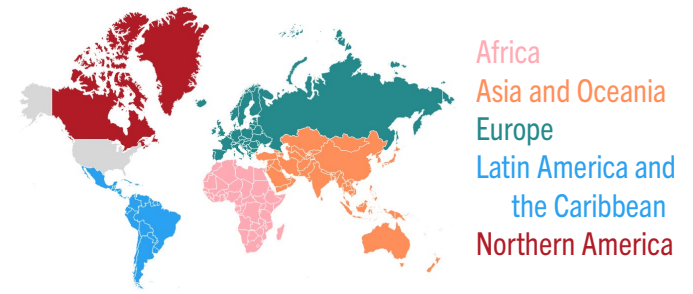 Africa
Asia and Oceania
Europe
Latin America and
the Caribbean
Northern America